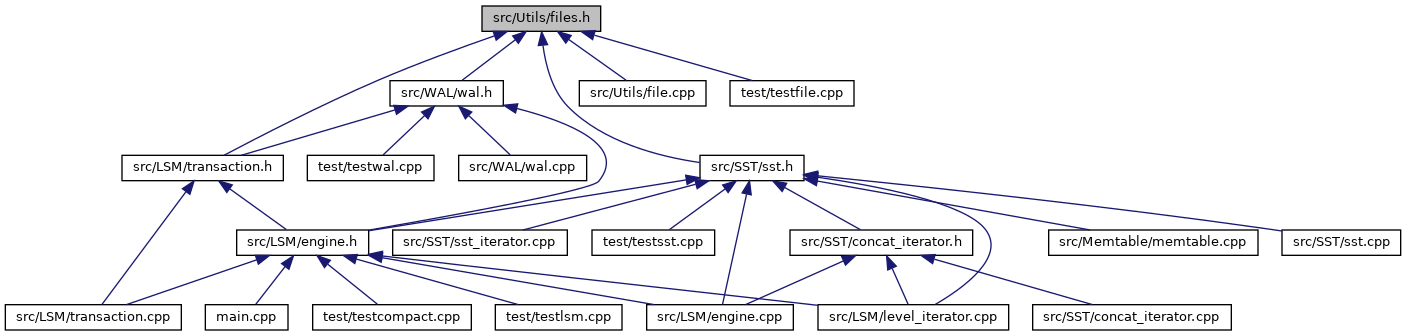 src/Utils/files.h
src/WAL/wal.h
src/Utils/file.cpp
test/testfile.cpp
src/LSM/transaction.h
test/testwal.cpp
src/WAL/wal.cpp
src/SST/sst.h
src/LSM/engine.h
src/SST/sst_iterator.cpp
test/testsst.cpp
src/SST/concat_iterator.h
src/Memtable/memtable.cpp
src/SST/sst.cpp
src/LSM/transaction.cpp
main.cpp
test/testcompact.cpp
test/testlsm.cpp
src/LSM/engine.cpp
src/LSM/level_iterator.cpp
src/SST/concat_iterator.cpp